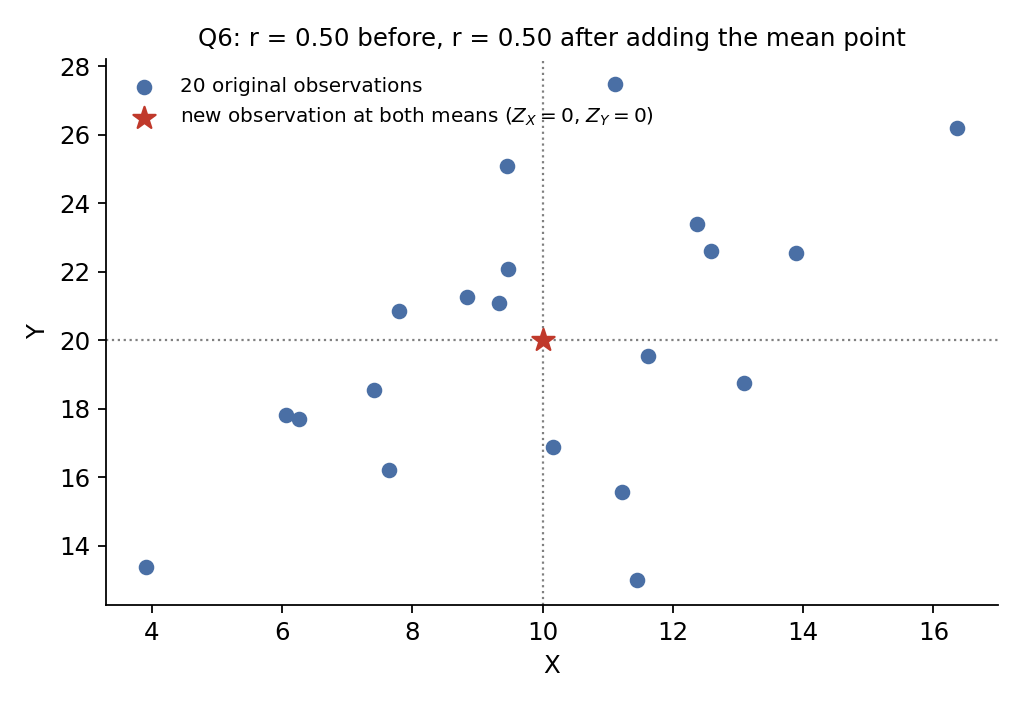 Q6: r = 0.50 before, r = 0.50 after adding the mean point
20 original observations
new observation at both means (Z_X = 0, Z_Y = 0)
28
26
24
22
20
18
16
14
Y
4 6 8 10 12 14 16
X